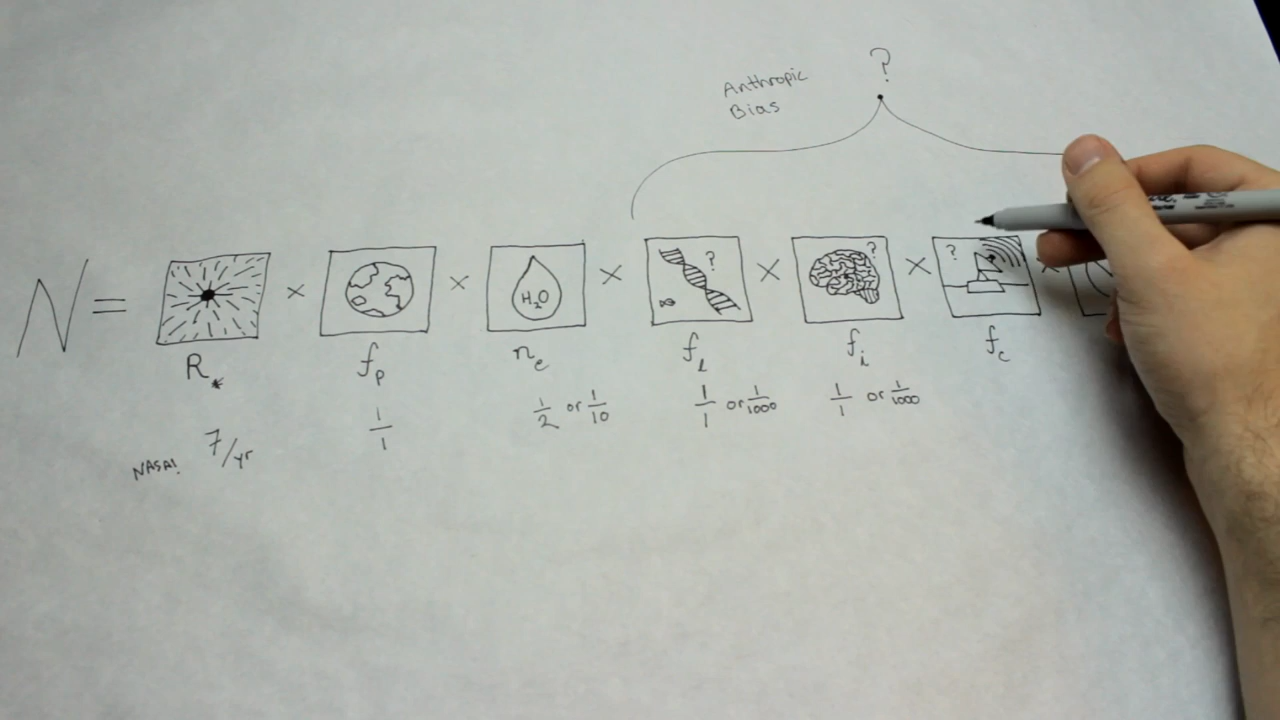 ?
Anthropic
Bias
N = × × H₂O × ? × ? × ? ×
R* fp ne fl fi fc
1/1 1/2 or 1/10 1/1 or 1/1000 1/1 or 1/1000
NASA! 7/yr